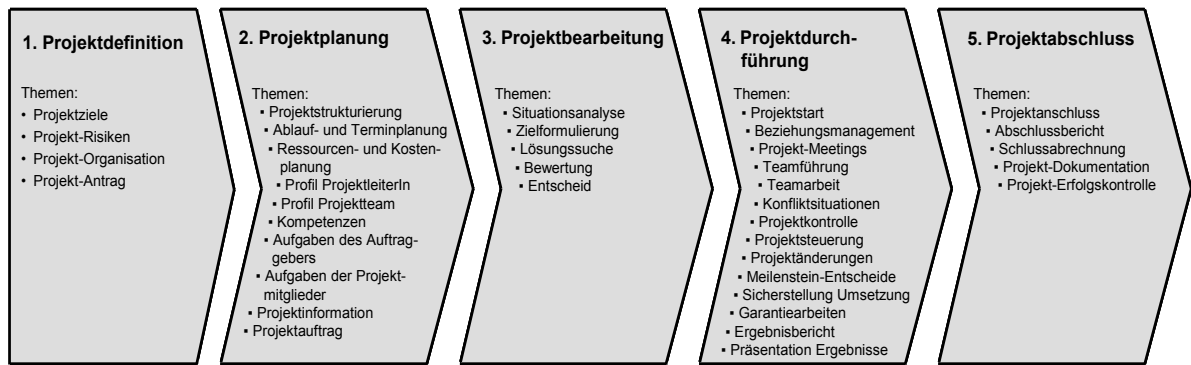 1. Projektdefinition
Themen:
• Projektziele
• Projekt-Risiken
• Projekt-Organisation
• Projekt-Antrag
2. Projektplanung
Themen:
▪ Projektstrukturierung
▪ Ablauf- und Terminplanung
▪ Ressourcen- und Kosten-
planung
▪ Profil ProjektleiterIn
▪ Profil Projektteam
▪ Kompetenzen
▪ Aufgaben des Auftrag-
gebers
▪ Aufgaben der Projekt-
mitglieder
▪ Projektinformation
▪ Projektauftrag
3. Projektbearbeitung
Themen:
▪ Situationsanalyse
▪ Zielformulierung
▪ Lösungssuche
▪ Bewertung
▪ Entscheid
4. Projektdurch-
führung
Themen:
▪ Projektstart
▪ Beziehungsmanagement
▪ Projekt-Meetings
▪ Teamführung
▪ Teamarbeit
▪ Konfliktsituationen
▪ Projektkontrolle
▪ Projektsteuerung
▪ Projektänderungen
▪ Meilenstein-Entscheide
▪ Sicherstellung Umsetzung
▪ Garantiearbeiten
▪ Ergebnisbericht
▪ Präsentation Ergebnisse
5. Projektabschluss
Themen:
▪ Projektanschluss
▪ Abschlussbericht
▪ Schlussabrechnung
▪ Projekt-Dokumentation
▪ Projekt-Erfolgskontrolle